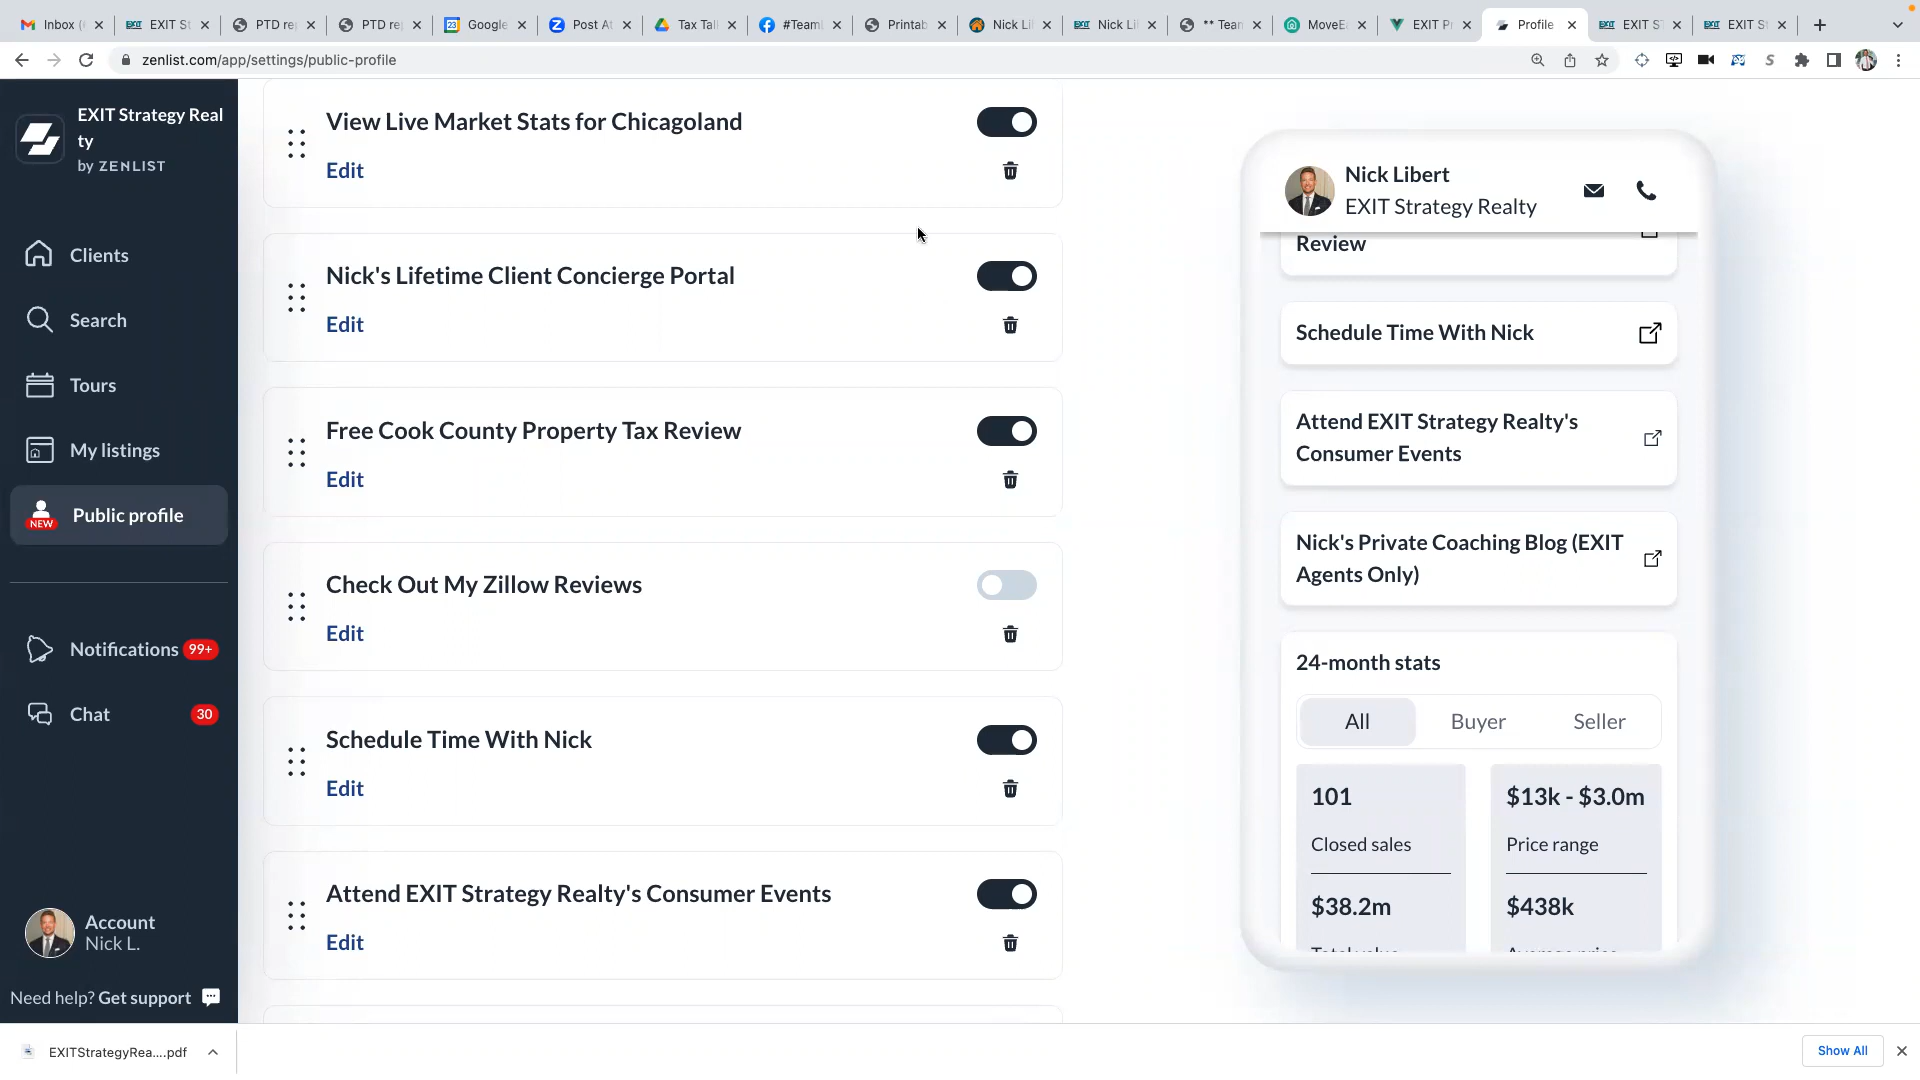 Inbox (
EXIT St
PTD re
PTD re
23
Google
Post At
Tax Tal
#TeamL
Printab
Nick Li
Nick Li
** Team
MoveEa
EXIT P
Profile
EXIT S
EXIT St
zenlist.com/app/settings/public-profile
EXIT Strategy Real
ty
by ZENLIST
Clients
Search
Tours
My listings
NEW
Public profile
Notifications 99+
Chat 30
Account
Nick L.
Need help? Get support
View Live Market Stats for Chicagoland
Edit
Nick's Lifetime Client Concierge Portal
Edit
Free Cook County Property Tax Review
Edit
Check Out My Zillow Reviews
Edit
Schedule Time With Nick
Edit
Attend EXIT Strategy Realty's Consumer Events
Edit
Nick Libert
EXIT Strategy Realty
Review
Schedule Time With Nick
Attend EXIT Strategy Realty's
Consumer Events
Nick's Private Coaching Blog (EXIT
Agents Only)
24-month stats
All Buyer Seller
101
Closed sales
$13k - $3.0m
Price range
$38.2m
$438k
EXITStrategyRea....pdf
Show All